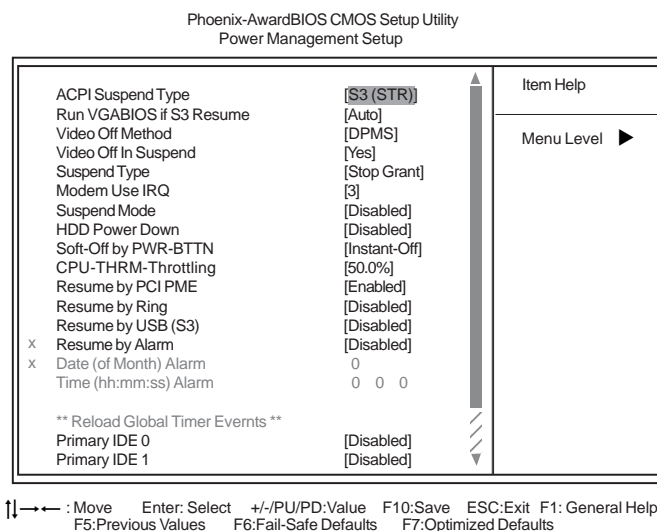 Phoenix-AwardBIOS CMOS Setup Utility
Power Management Setup
ACPI Suspend Type [S3 (STR)]
Run VGABIOS if S3 Resume [Auto]
Video Off Method [DPMS]
Video Off In Suspend [Yes]
Suspend Type [Stop Grant]
Modem Use IRQ [3]
Suspend Mode [Disabled]
HDD Power Down [Disabled]
Soft-Off by PWR-BTTN [Instant-Off]
CPU-THRM-Throttling [50.0%]
Resume by PCI PME [Enabled]
Resume by Ring [Disabled]
Resume by USB (S3) [Disabled]
x Resume by Alarm [Disabled]
x Date (of Month) Alarm 0
Time (hh:mm:ss) Alarm 0 0 0
** Reload Global Timer Evernts **
Primary IDE 0 [Disabled]
Primary IDE 1 [Disabled]
Item Help
Menu Level ▶
↑↓→← : Move Enter: Select +/-/PU/PD:Value F10:Save ESC:Exit F1: General Help
F5:Previous Values F6:Fail-Safe Defaults F7:Optimized Defaults